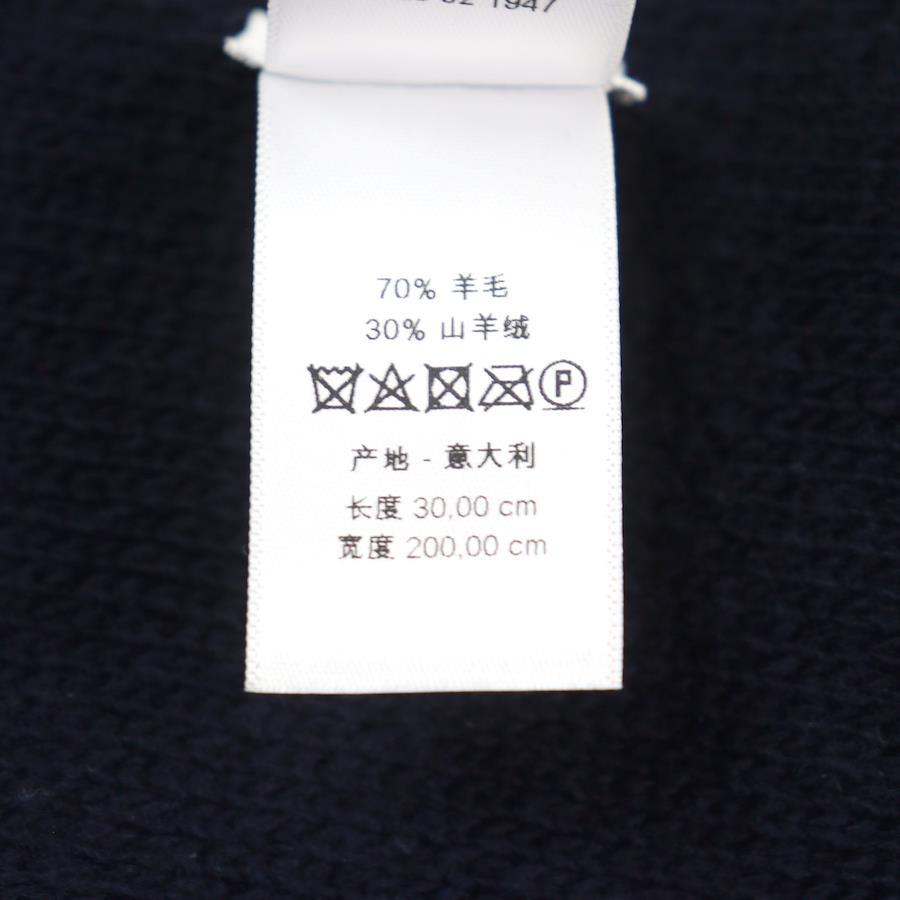 1947
70% 羊毛
30% 山羊绒
P
产地 - 意大利
长度 30,00 cm
宽度 200,00 cm